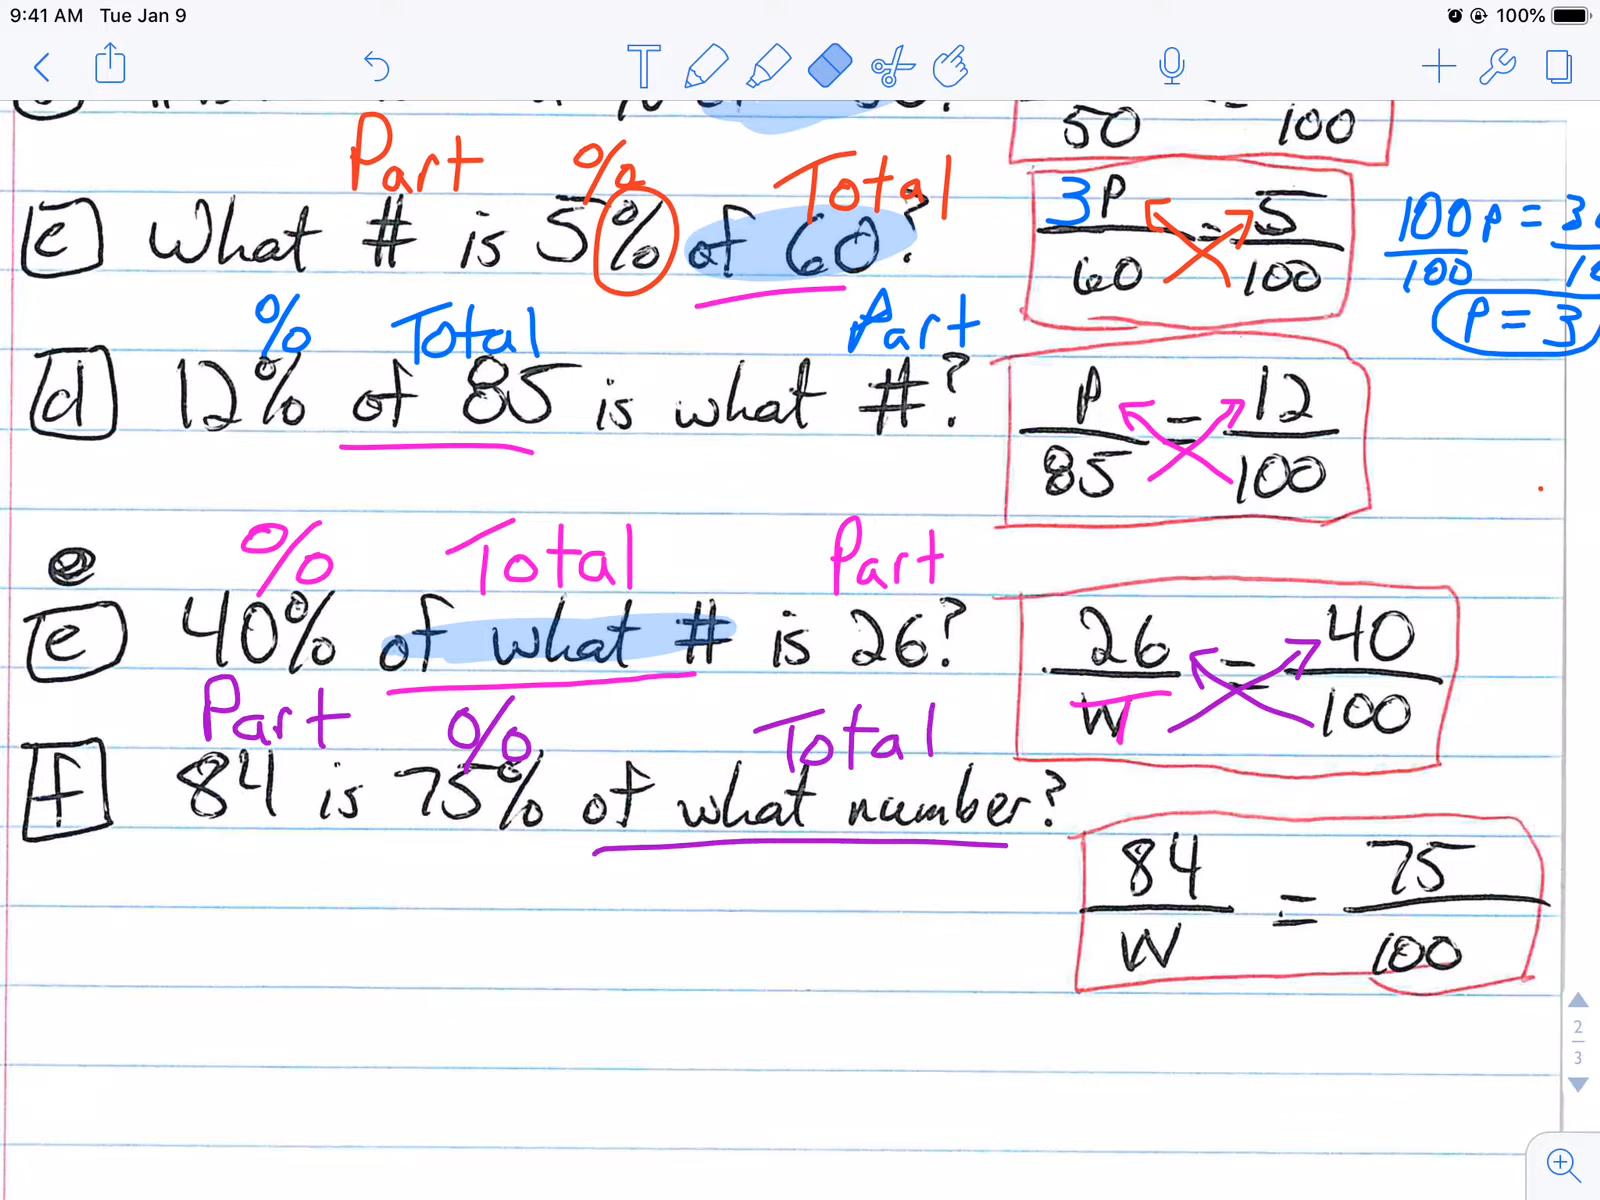 9:41 AM Tue Jan 9 100%
50 100
Part % Total
c What # is 5% of 60?
3 P = 5
60 100
100P = 3
100 10
P = 3
% Total Part
d 12% of 85 is what #?
P = 12
85 100
% Total Part
e
e 40% of what # is 26?
26 = 40
W 100
Part % Total
f 84 is 75% of what number?
84 = 75
W 100
2
3